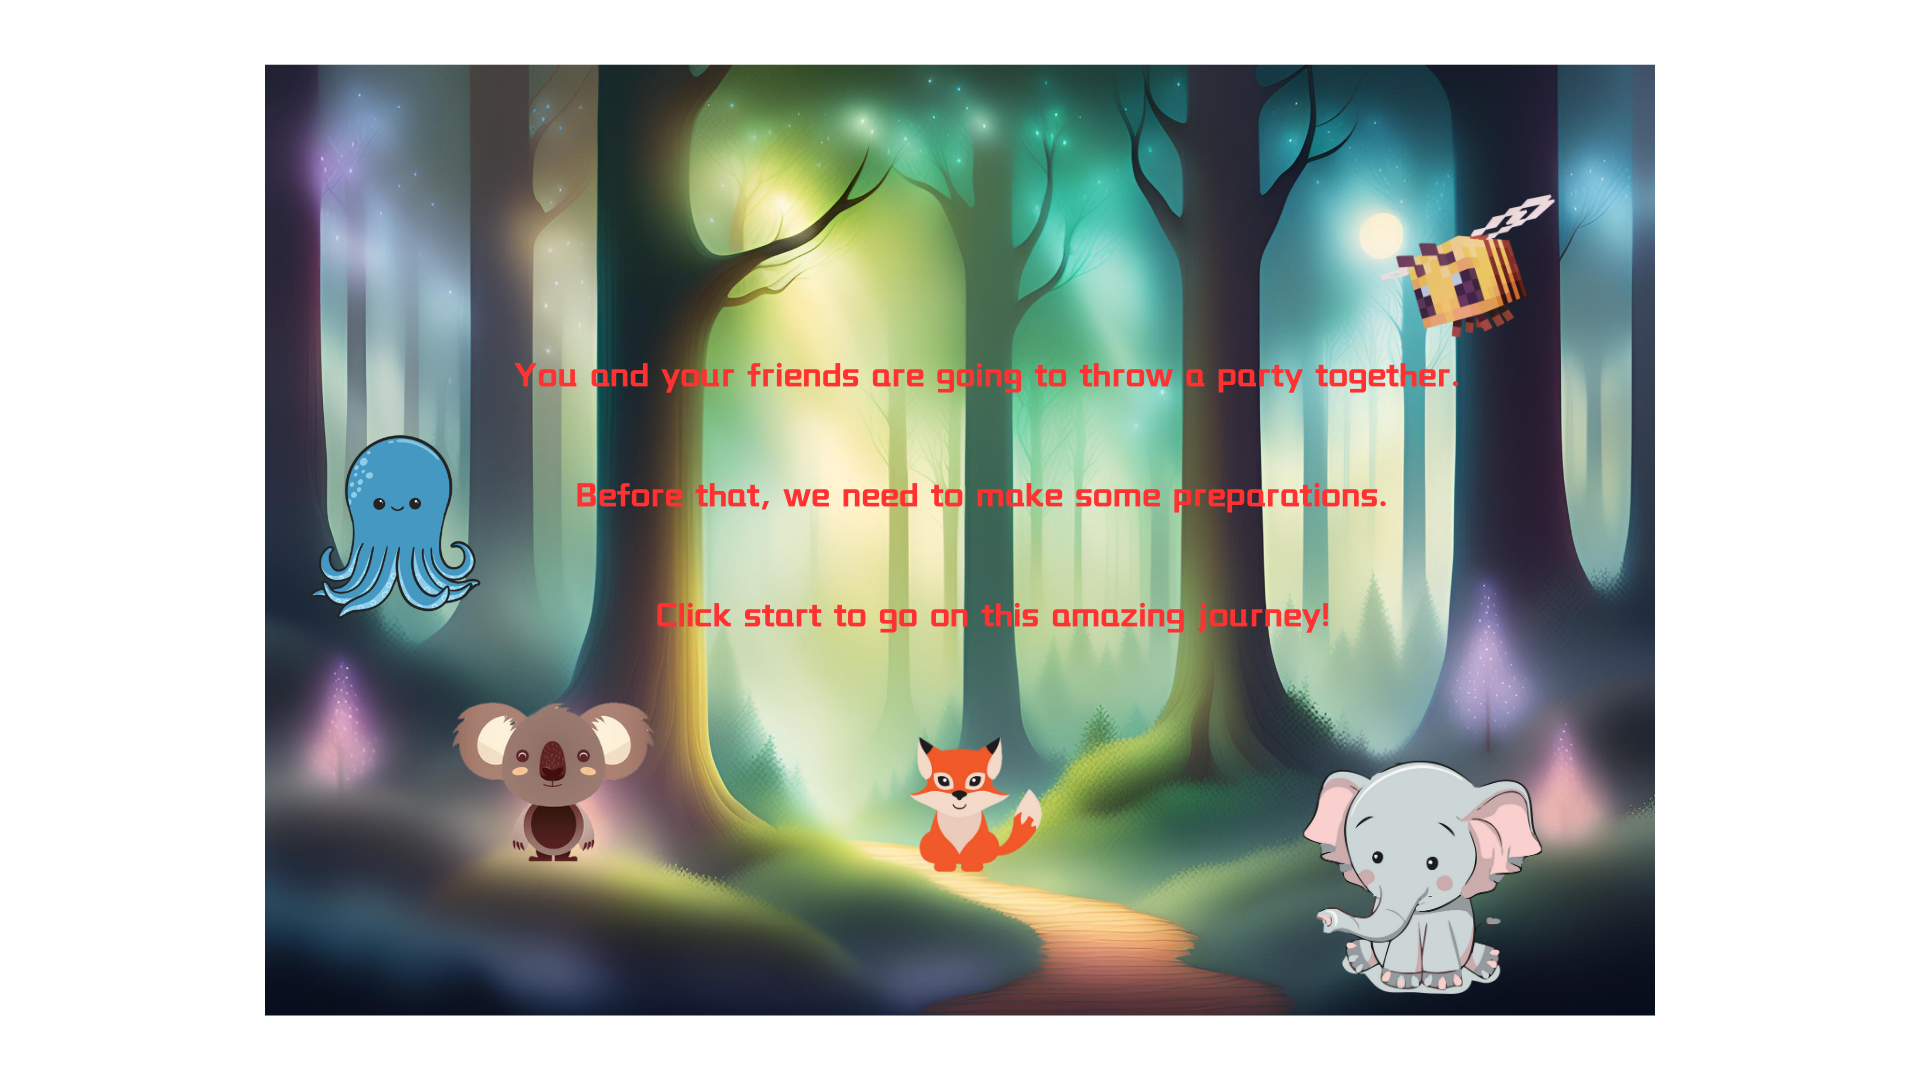 You and your friends are going to throw a party together.
Before that, we need to make some preparations.
Click start to go on this amazing journey!